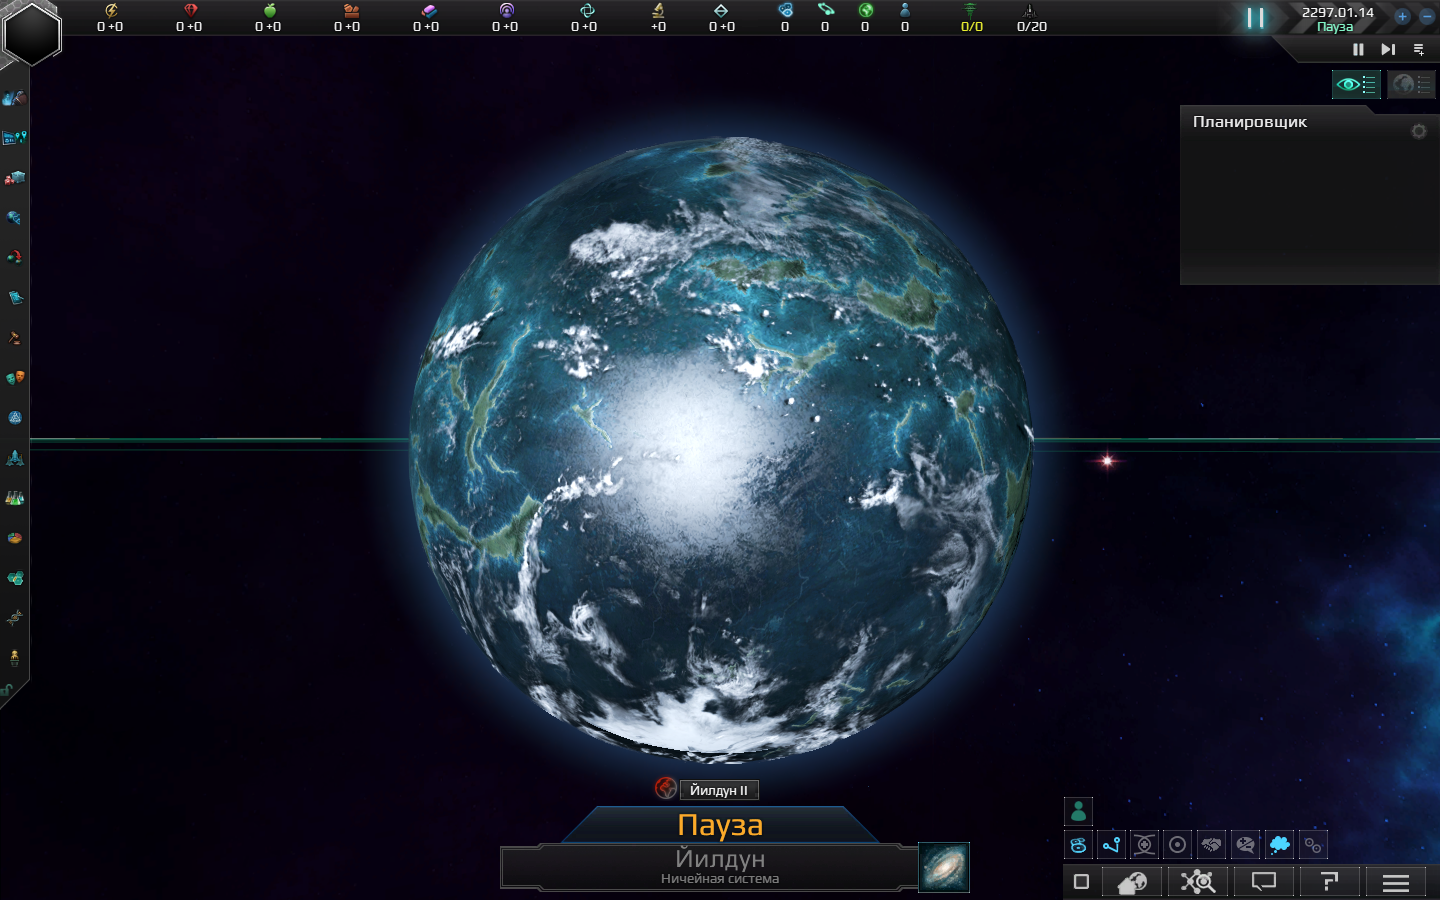 0 +0 0 +0 0 +0 0 +0 0 +0 0 +0 0 +0 +0 0 +0 0 0 0 0 0/0 0/20
2297.01.14
Пауза
Планировщик
Йилдун II
Пауза
Йилдун
Ничейная система